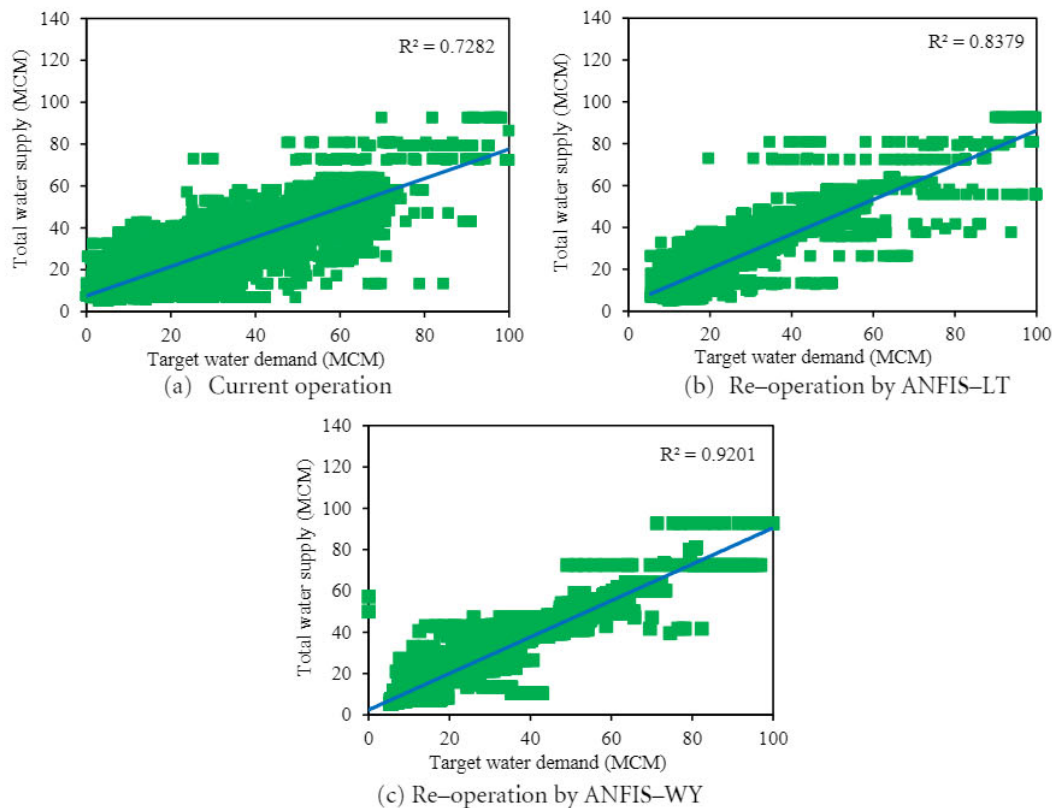 R² = 0.7282
Total water supply (MCM)
140
120
100
80
60
40
20
0
0 20 40 60 80 100
Target water demand (MCM)
(a) Current operation
R² = 0.8379
Total water supply (MCM)
140
120
100
80
60
40
20
0
0 20 40 60 80 100
Target water demand (MCM)
(b) Re–operation by ANFIS–LT
R² = 0.9201
Total water supply (MCM)
140
120
100
80
60
40
20
0
0 20 40 60 80 100
Target water demand (MCM)
(c) Re–operation by ANFIS–WY